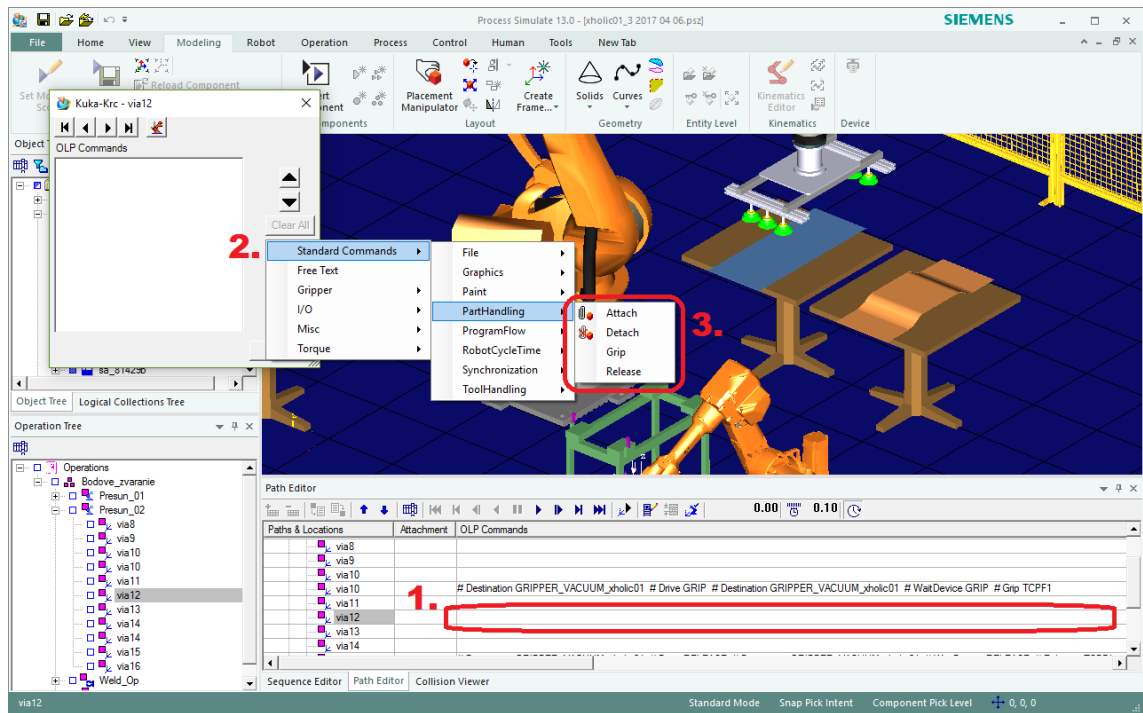 Process Simulate 13.0 - [xholic01_3 2017 04 06.psz]
SIEMENS
File Home View Modeling Robot Operation Process Control Human Tools New Tab
Reload Component
Placement Manipulator
Create Frame...
Solids Curves
Kinematics Editor
Layout Geometry Entity Level Kinematics Device
Kuka-Krc - via12
OLP Commands
Clear All
2.
Standard Commands
Free Text
Gripper
I/O
Misc
Torque
File
Graphics
Paint
PartHandling
ProgramFlow
RobotCycleTime
Synchronization
ToolHandling
Attach
Detach
Grip
Release
3.
Object Tree Logical Collections Tree
Operation Tree
Operations
Bodove_zvaranie
Presun_01
Presun_02
via8
via9
via10
via10
via11
via12
via13
via14
via14
via15
via16
Weld_Op
Path Editor
0.00 0.10
Paths & Locations Attachment OLP Commands
via8
via9
via10
via10 # Destination GRIPPER_VACUUM_xholic01 # Drive GRIP # Destination GRIPPER_VACUUM_xholic01 # WaitDevice GRIP # Grip TCPF1
via11
1.
via12
via13
via14
Sequence Editor Path Editor Collision Viewer
via12 Standard Mode Snap Pick Intent Component Pick Level 0, 0, 0